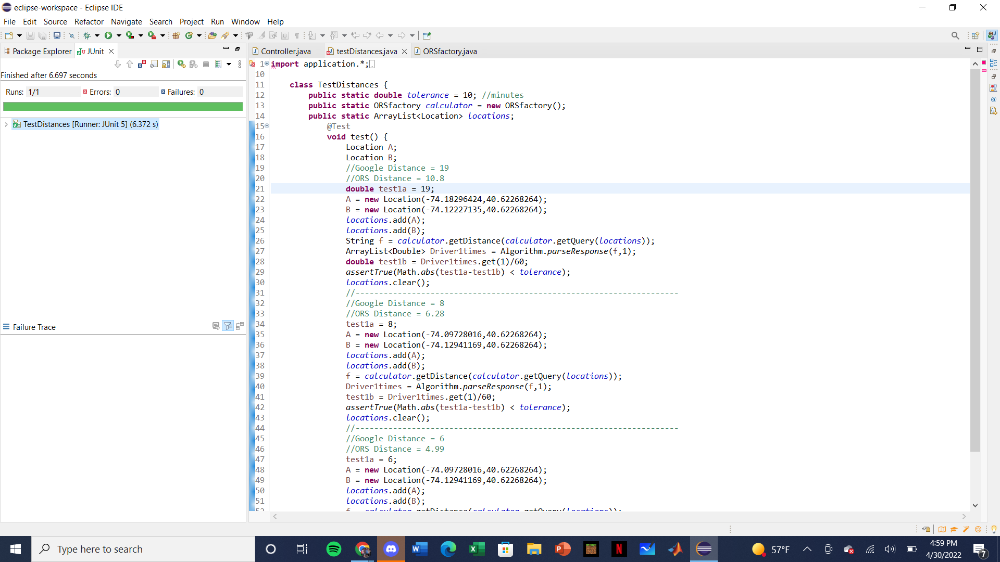 eclipse-workspace - Eclipse IDE
File Edit Source Refactor Navigate Search Project Run Window Help
Package Explorer JUnit
Controller.java testDistances.java ORSfactory.java
Finished after 6.697 seconds
Runs: 1/1 Errors: 0 Failures: 0
TestDistances [Runner: JUnit 5] (6.372 s)
Failure Trace
1 import application.*;
10
11 class TestDistances {
12 public static double tolerance = 10; //minutes
13 public static ORSfactory calculator = new ORSfactory();
14 public static ArrayList<Location> locations;
15 @Test
16 void test() {
17 Location A;
18 Location B;
19 //Google Distance = 19
20 //ORS Distance = 10.8
21 double test1a = 19;
22 A = new Location(-74.18296424,40.62268264);
23 B = new Location(-74.12227135,40.62268264);
24 locations.add(A);
25 locations.add(B);
26 String f = calculator.getDistance(calculator.getQuery(locations));
27 ArrayList<Double> Driver1times = Algorithm.parseResponse(f,1);
28 double test1b = Driver1times.get(1)/60;
29 assertTrue(Math.abs(test1a-test1b) < tolerance);
30 locations.clear();
31 //---------------------------------------------------------------------
32 //Google Distance = 8
33 //ORS Distance = 6.28
34 test1a = 8;
35 A = new Location(-74.09728016,40.62268264);
36 B = new Location(-74.12941169,40.62268264);
37 locations.add(A);
38 locations.add(B);
39 f = calculator.getDistance(calculator.getQuery(locations));
40 Driver1times = Algorithm.parseResponse(f,1);
41 test1b = Driver1times.get(1)/60;
42 assertTrue(Math.abs(test1a-test1b) < tolerance);
43 locations.clear();
44 //---------------------------------------------------------------------
45 //Google Distance = 6
46 //ORS Distance = 4.99
47 test1a = 6;
48 A = new Location(-74.09728016,40.62268264);
49 B = new Location(-74.12941169,40.62268264);
50 locations.add(A);
51 locations.add(B);
52 f = calculator.getDistance(calculator.getQuery(locations));
Type here to search
57°F
4:59 PM
4/30/2022
7